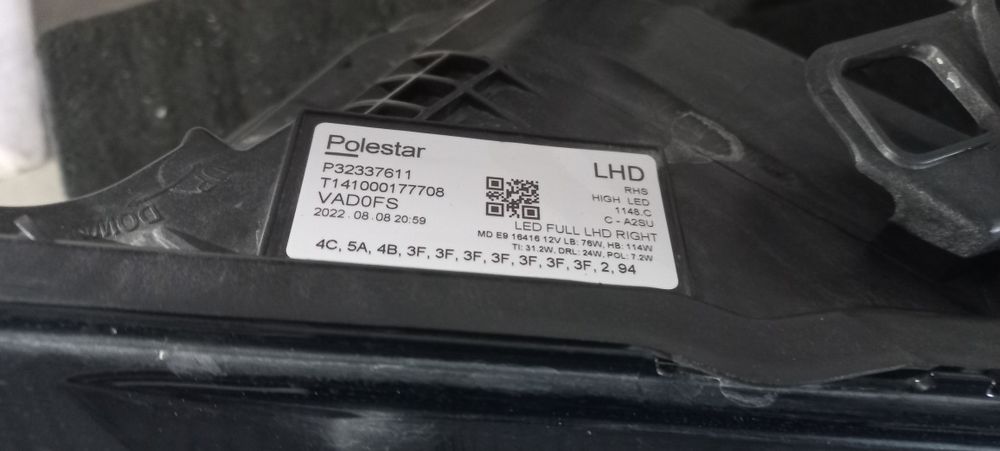 Polestar
P32337611
T141000177708
VAD0FS
2022.08.08 20:59
LHD
RHS
HIGH LED
1148.C
C - A2SU
LED FULL LHD RIGHT
MD E9 16416 12V LB: 76W, HB: 114W
TI: 31.2W, DRL: 24W, POL: 7.2W
4C, 5A, 4B, 3F, 3F, 3F, 3F, 3F, 3F, 3F, 2, 94